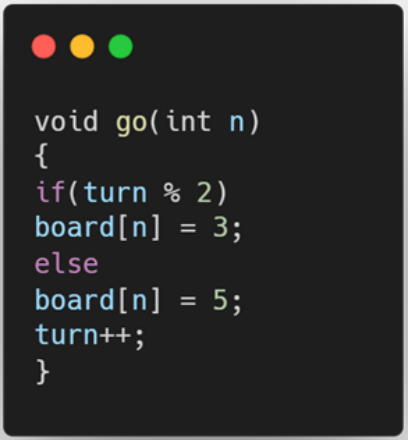 void go(int n)
{
if(turn % 2)
board[n] = 3;
else
board[n] = 5;
turn++;
}